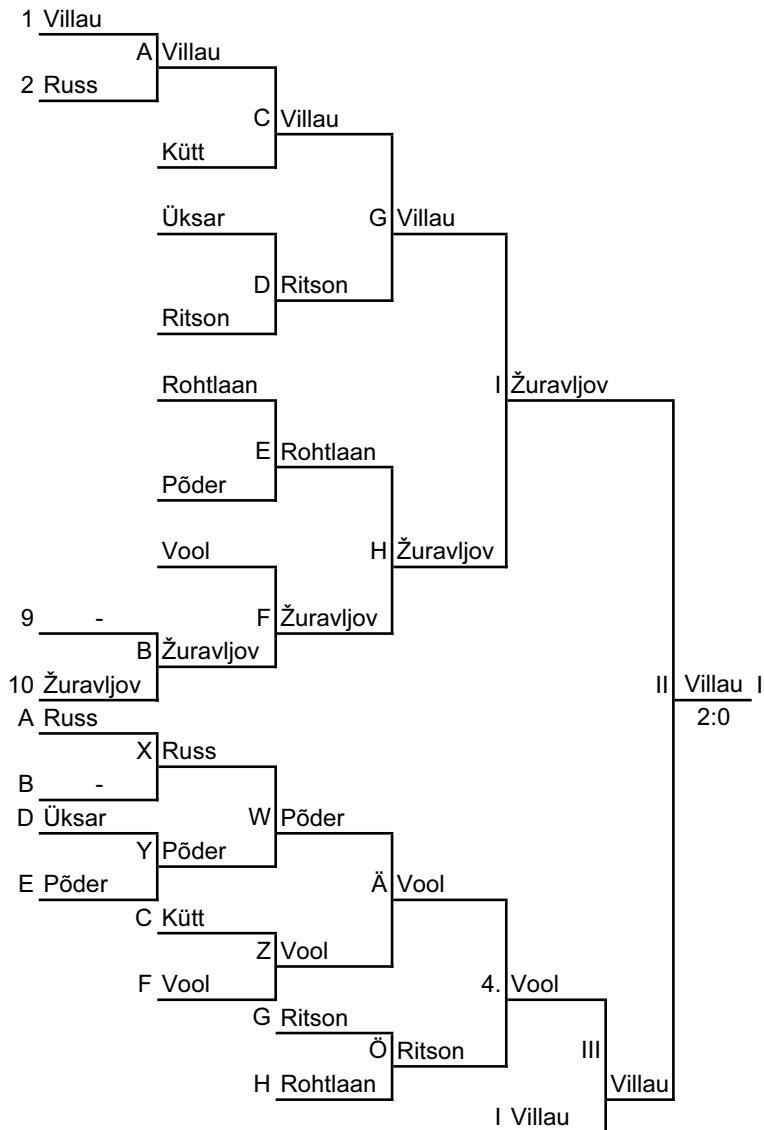 1 Villau
A Villau
2 Russ
C Villau
Kütt
Üksar
G Villau
D Ritson
Ritson
Rohtlaan
I Žuravljov
E Rohtlaan
Põder
Vool
H Žuravljov
9 -
F Žuravljov
B Žuravljov
10 Žuravljov
II Villau I
A Russ
2:0
X Russ
B -
D Üksar
W Põder
Y Põder
E Põder
Ä Vool
C Kütt
Z Vool
F Vool
4. Vool
G Ritson
Ö Ritson
III
H Rohtlaan
Villau
I Villau